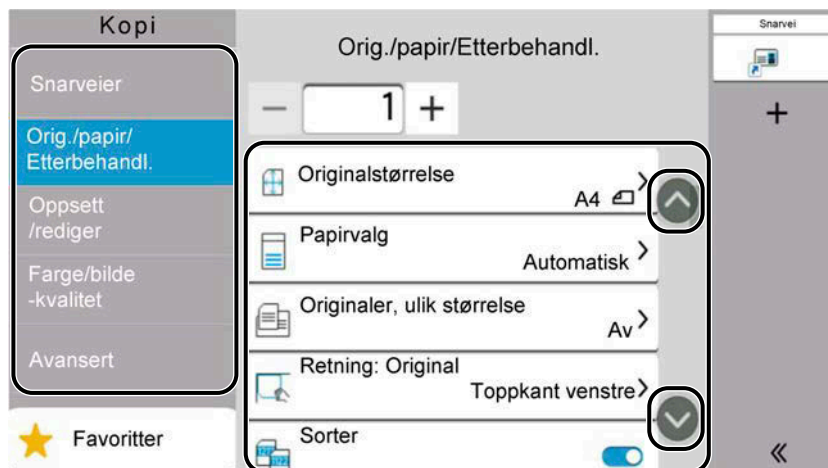 Kopi
Snarveier
Orig./papir/
Etterbehandl.
Oppsett
/rediger
Farge/bilde
-kvalitet
Avansert
Favoritter
Orig./papir/Etterbehandl.
− 1 +
Originalstørrelse
A4
Papirvalg
Automatisk
Originaler, ulik størrelse
Av
Retning: Original
Toppkant venstre
Sorter
Snarvei
+